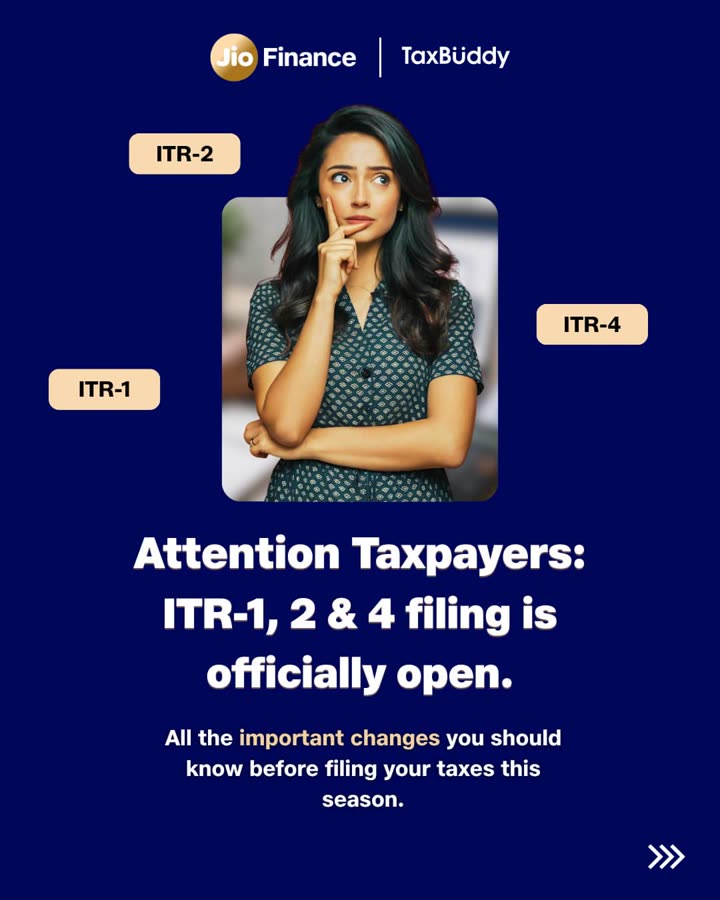 Jio Finance | TaxBuddy
ITR-2
ITR-4
ITR-1
Attention Taxpayers:
ITR-1, 2 & 4 filing is
officially open.
All the important changes you should
know before filing your taxes this
season.